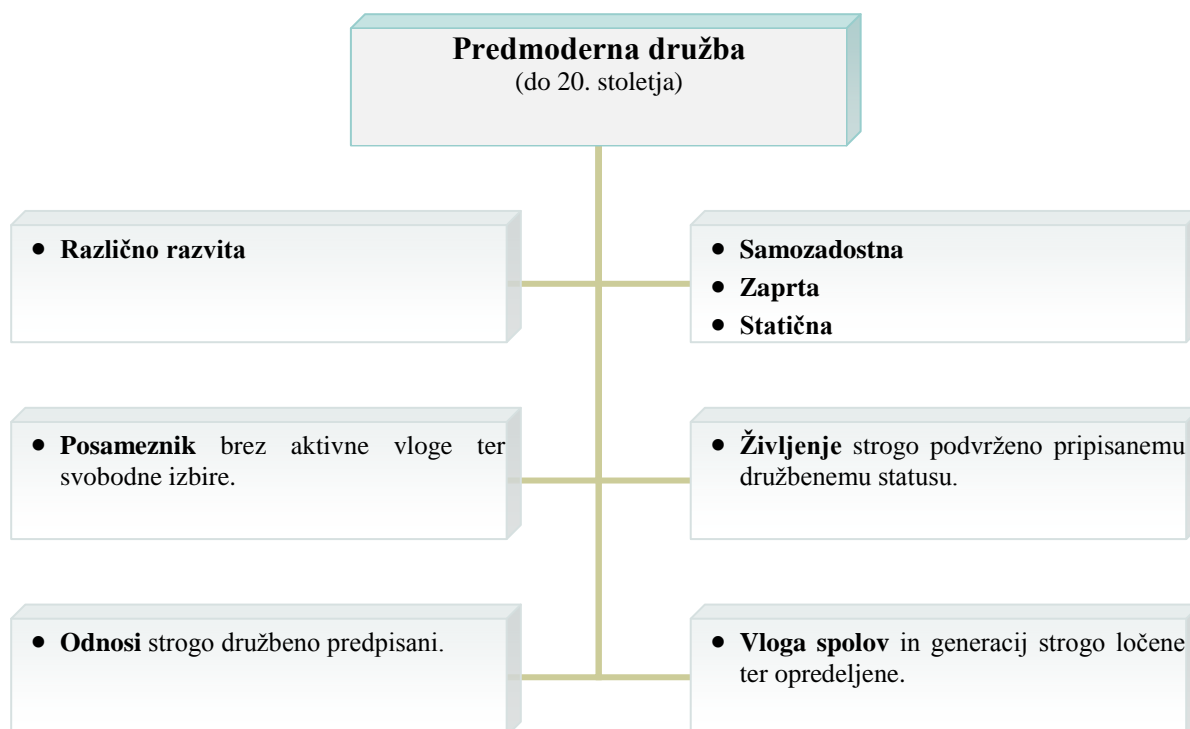 Predmoderna družba
(do 20. stoletja)
• Različno razvita
• Samozadostna
• Zaprta
• Statična
• Posameznik brez aktivne vloge ter
svobodne izbire.
• Življenje strogo podvrženo pripisanemu
družbenemu statusu.
• Odnosi strogo družbeno predpisani.
• Vloga spolov in generacij strogo ločene
ter opredeljene.